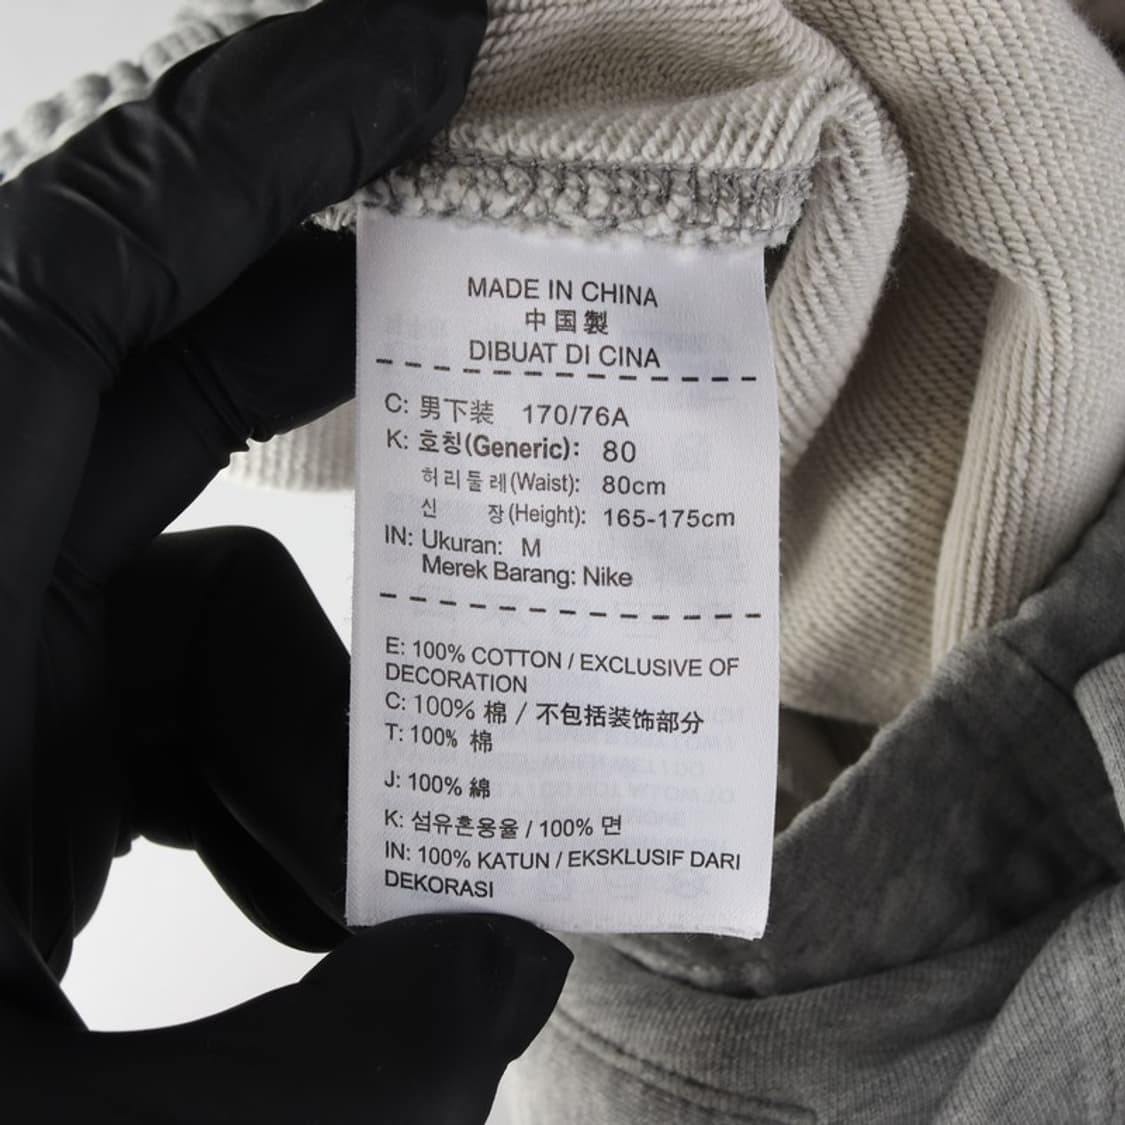 MADE IN CHINA
中国製
DIBUAT DI CINA
C: 男下装 170/76A
K: 호칭(Generic): 80
허리둘레(Waist): 80cm
신 장(Height): 165-175cm
IN: Ukuran: M
Merek Barang: Nike
E: 100% COTTON / EXCLUSIVE OF
DECORATION
C: 100% 棉 / 不包括装饰部分
T: 100% 棉
J: 100% 綿
K: 섬유혼용율 / 100% 면
IN: 100% KATUN / EKSKLUSIF DARI
DEKORASI